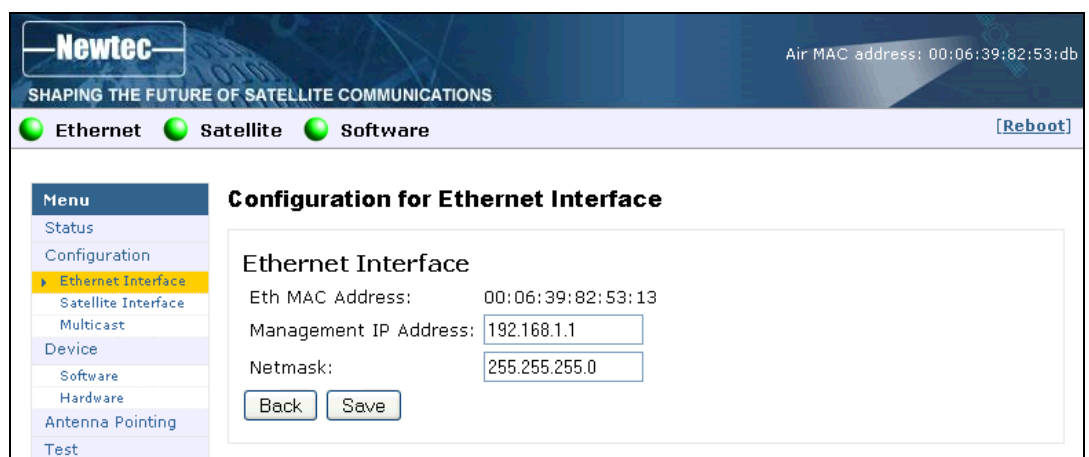 Newtec
Air MAC address: 00:06:39:82:53:db
SHAPING THE FUTURE OF SATELLITE COMMUNICATIONS
Ethernet Satellite Software [Reboot]
Menu
Status
Configuration
Ethernet Interface
Satellite Interface
Multicast
Device
Software
Hardware
Antenna Pointing
Test
Configuration for Ethernet Interface
Ethernet Interface
Eth MAC Address: 00:06:39:82:53:13
Management IP Address: 192.168.1.1
Netmask: 255.255.255.0
Back Save